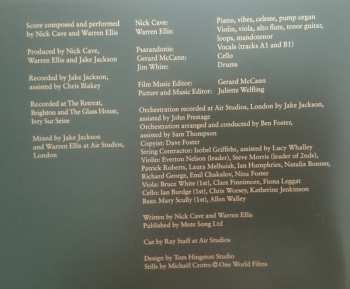 Score composed and performed
by Nick Cave and Warren Ellis
Produced by Nick Cave,
Warren Ellis and Jake Jackson
Recorded by Jake Jackson,
assisted by Chris Blakey
Recorded at The Retreat,
Brighton and The Glass House,
Ivry Sur Seine
Mixed by Jake Jackson
and Warren Ellis at Air Studios,
London
Nick Cave: Piano, vibes, celeste, pump organ
Warren Ellis: Violin, viola, alto flute, tenor guitar,
loops, mandotenor
Psarandonis: Vocals (tracks A1 and B1)
Gerard McCann: Cello
Jim White: Drums
Film Music Editor: Gerard McCann
Picture and Music Editor: Juliette Welfling
Orchestration recorded at Air Studios, London by Jake Jackson,
assisted by John Prestage
Orchestration arranged and conducted by Ben Foster,
assisted by Sam Thompson
Copyist: Dave Foster
String Contractor: Isobel Griffiths, assisted by Lucy Whalley
Violin: Everton Nelson (leader), Steve Morris (leader of 2nds),
Patrick Roberts, Laura Melhuish, Ian Humphries, Natalia Bonner,
Richard George, Emil Chakalov, Nina Foster
Viola: Bruce White (1st), Clare Finnimore, Fiona Leggat
Cello: Ian Burdge (1st), Chris Worsey, Katherine Jenkinson
Bass: Mary Scully (1st), Allen Walley
Written by Nick Cave and Warren Ellis
Published by Mute Song Ltd
Cut by Ray Staff at Air Studios
Design by Tom Hingston Studio
Stills by Michaël Crotto © One World Films